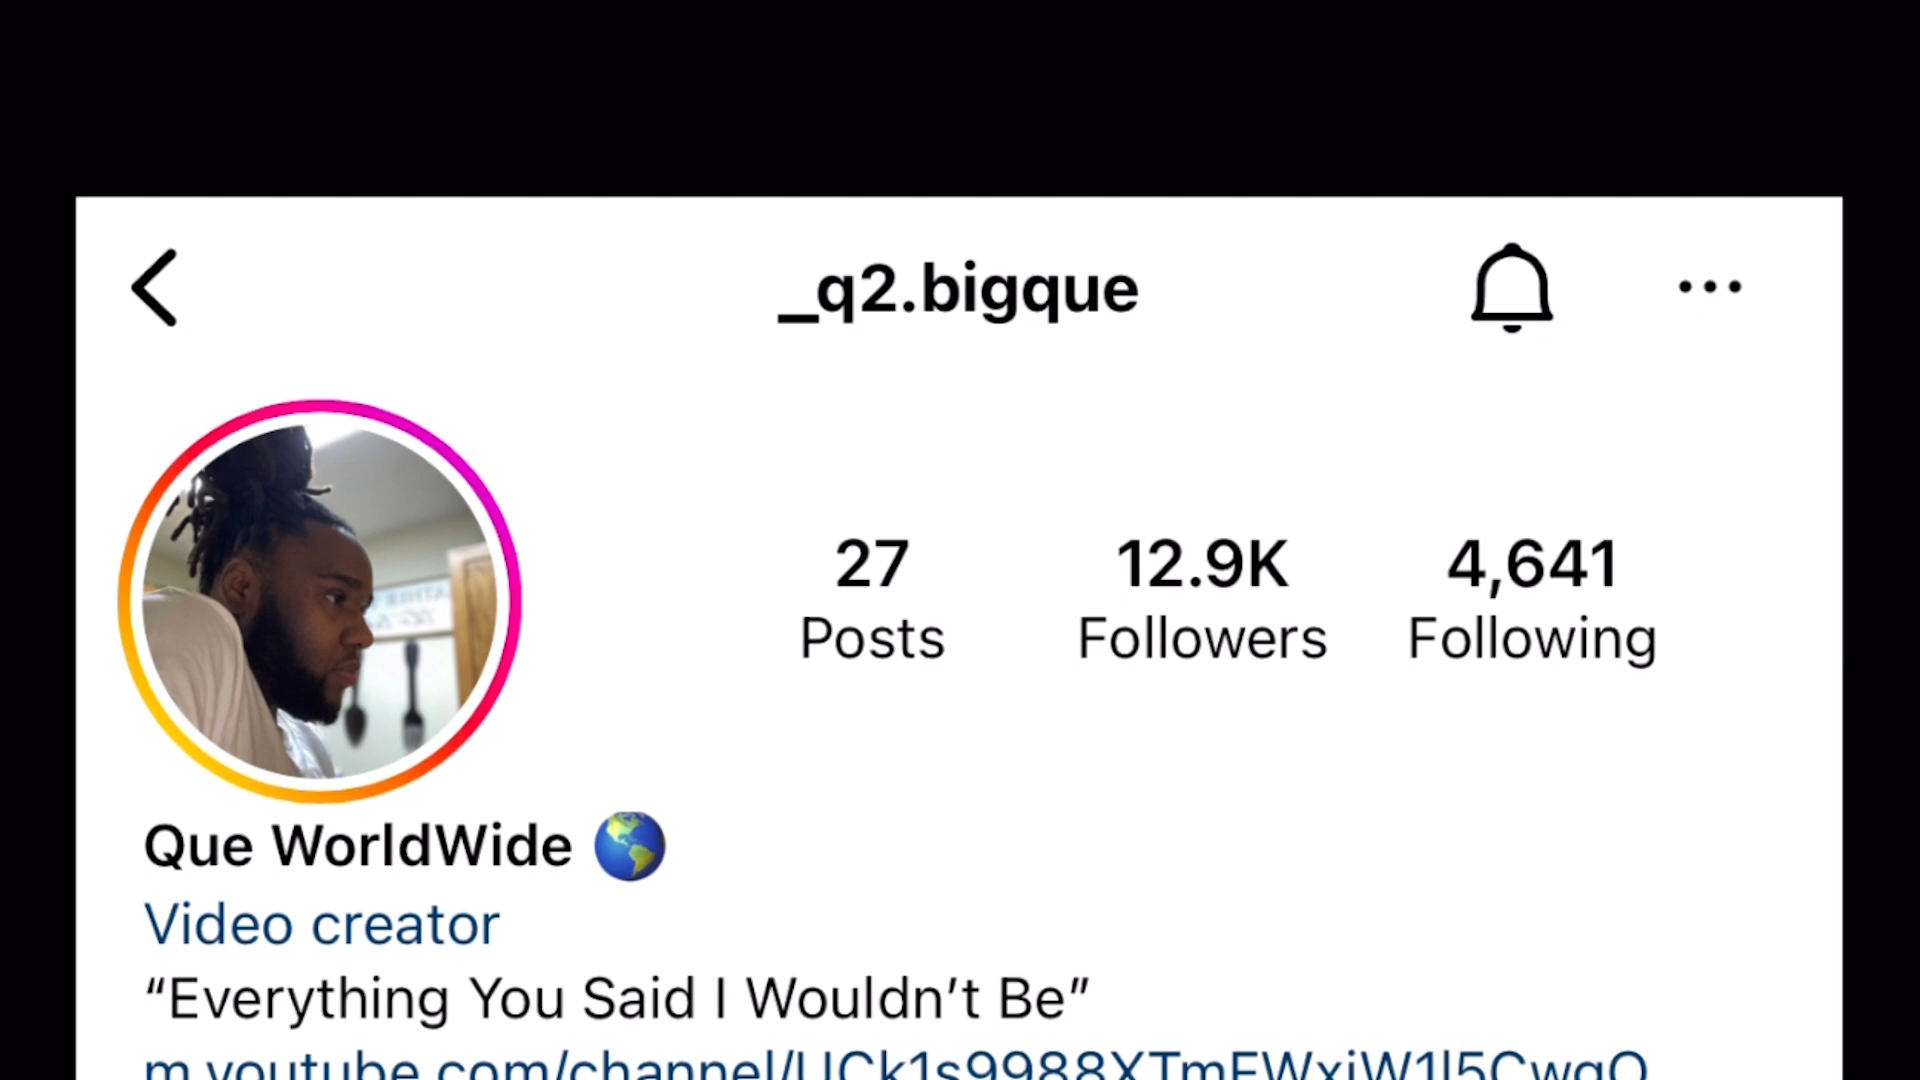 _q2.bigque
27 12.9K 4,641
Posts Followers Following
Que WorldWide
Video creator
“Everything You Said I Wouldn’t Be”